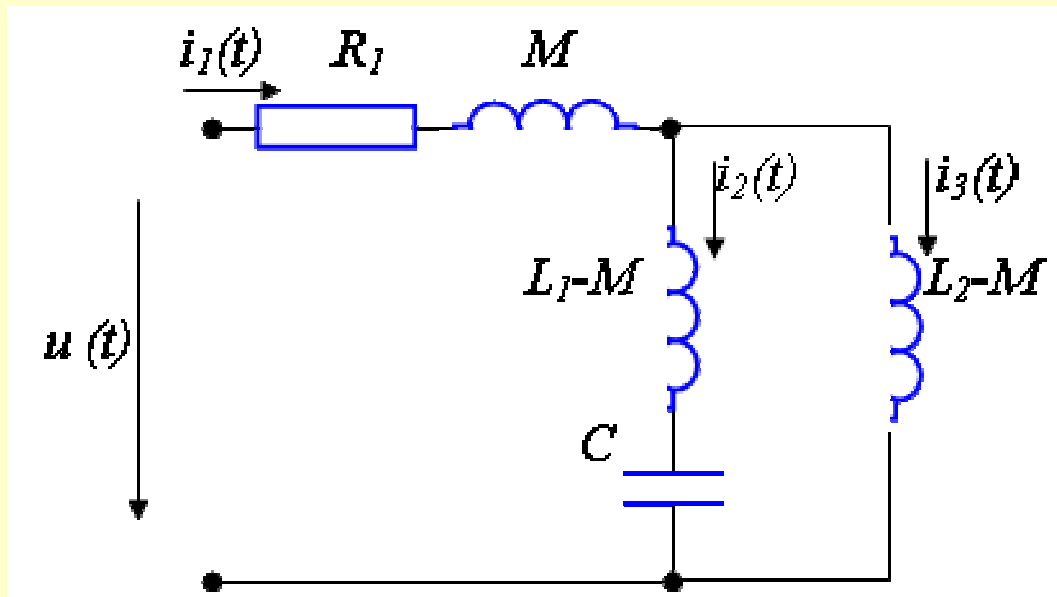 i₁(t) R₁ M
i₂(t) i₃(t)
L₁-M L₂-M
u (t)
C